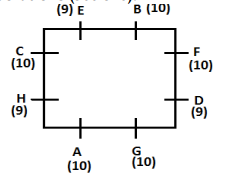 (9) E B (10)
C F
(10) (10)
H D
(9) (9)
A G
(10) (10)